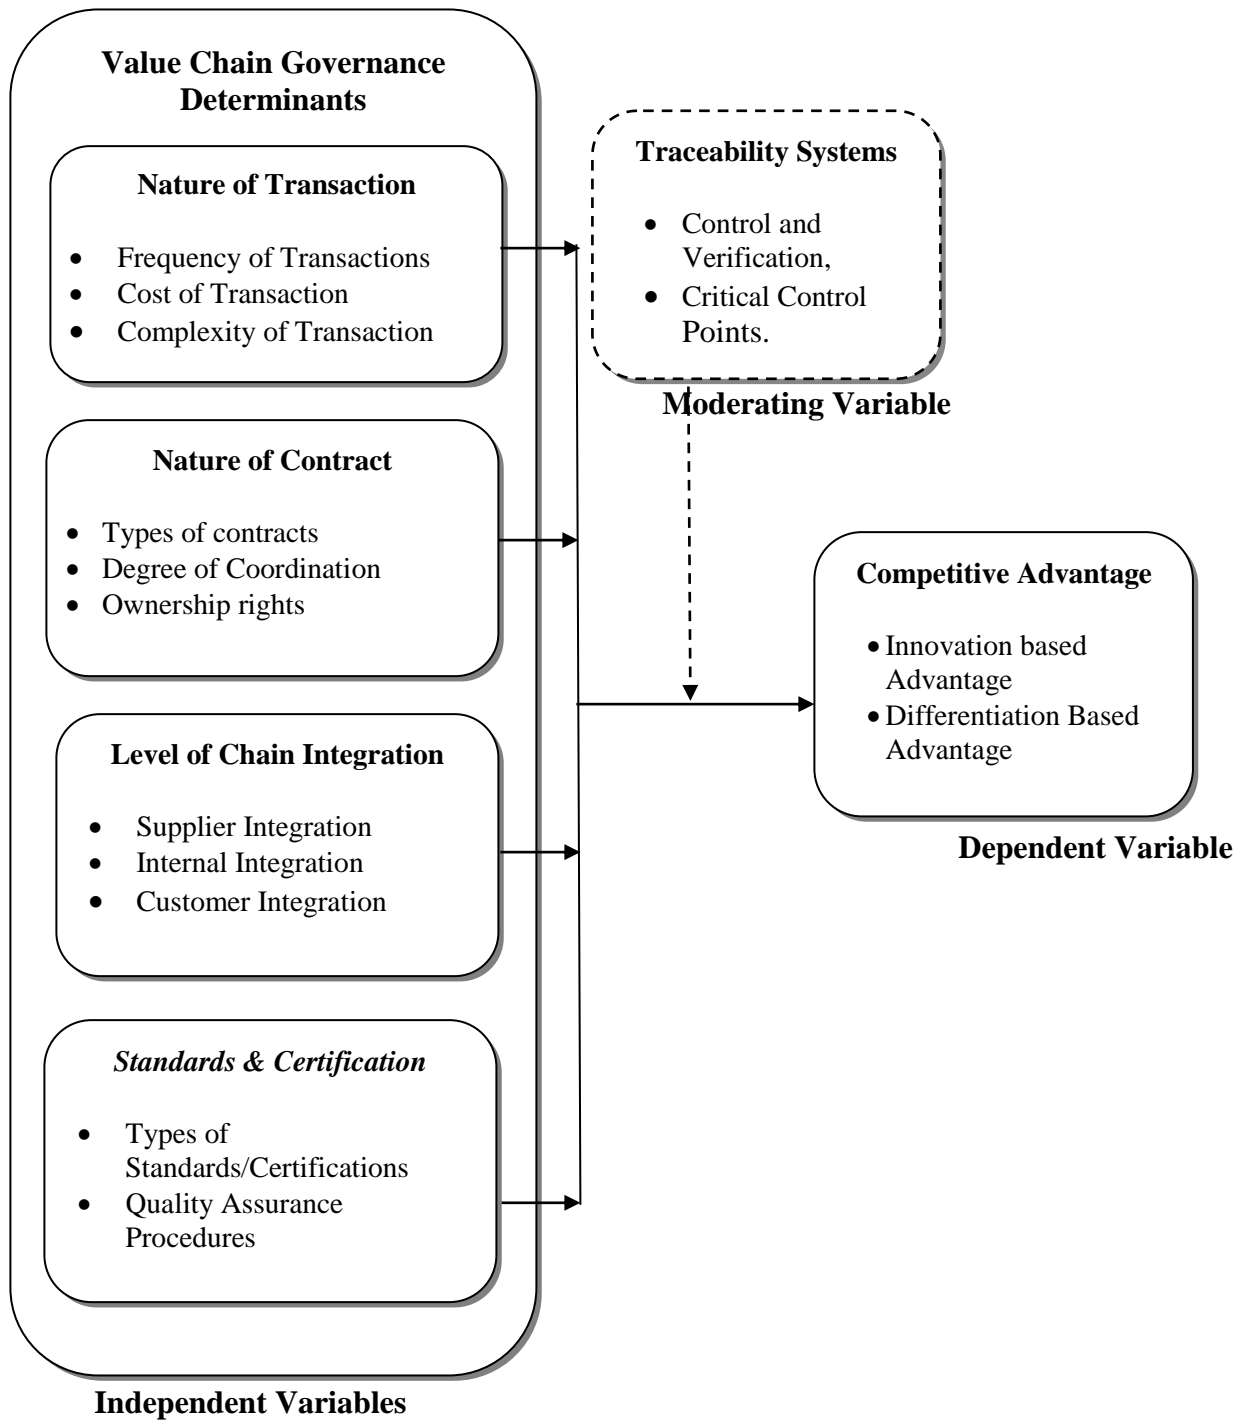 Value Chain Governance
Determinants
Nature of Transaction
• Frequency of Transactions
• Cost of Transaction
• Complexity of Transaction
Nature of Contract
• Types of contracts
• Degree of Coordination
• Ownership rights
Level of Chain Integration
• Supplier Integration
• Internal Integration
• Customer Integration
Standards & Certification
• Types of
Standards/Certifications
• Quality Assurance
Procedures
Independent Variables
Traceability Systems
• Control and
Verification,
• Critical Control
Points.
Moderating Variable
Competitive Advantage
• Innovation based
Advantage
• Differentiation Based
Advantage
Dependent Variable